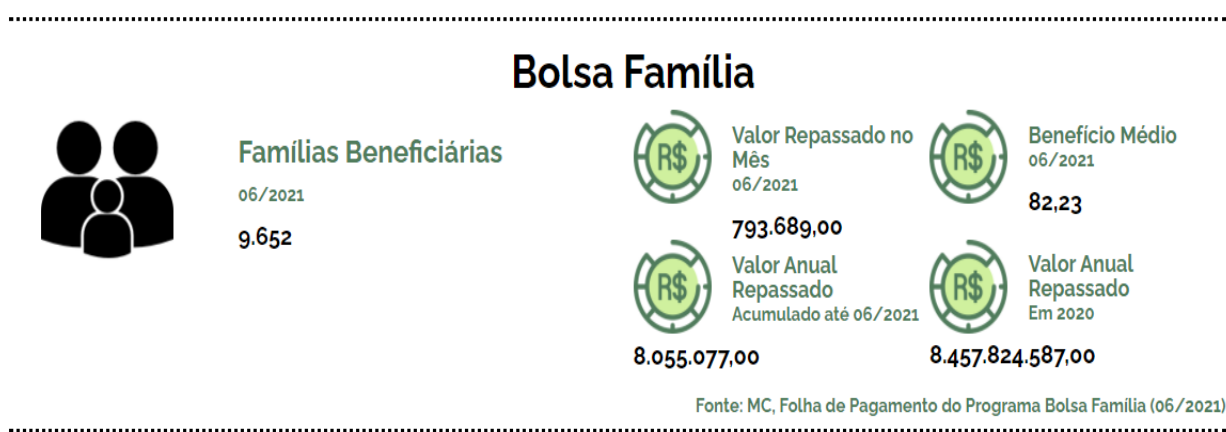 Bolsa Família
Famílias Beneficiárias
06/2021
9.652
R$
Valor Repassado no
Mês
06/2021
793.689,00
R$
Benefício Médio
06/2021
82,23
R$
Valor Anual
Repassado
Acumulado até 06/2021
8.055.077,00
R$
Valor Anual
Repassado
Em 2020
8.457.824.587,00
Fonte: MC, Folha de Pagamento do Programa Bolsa Família (06/2021)